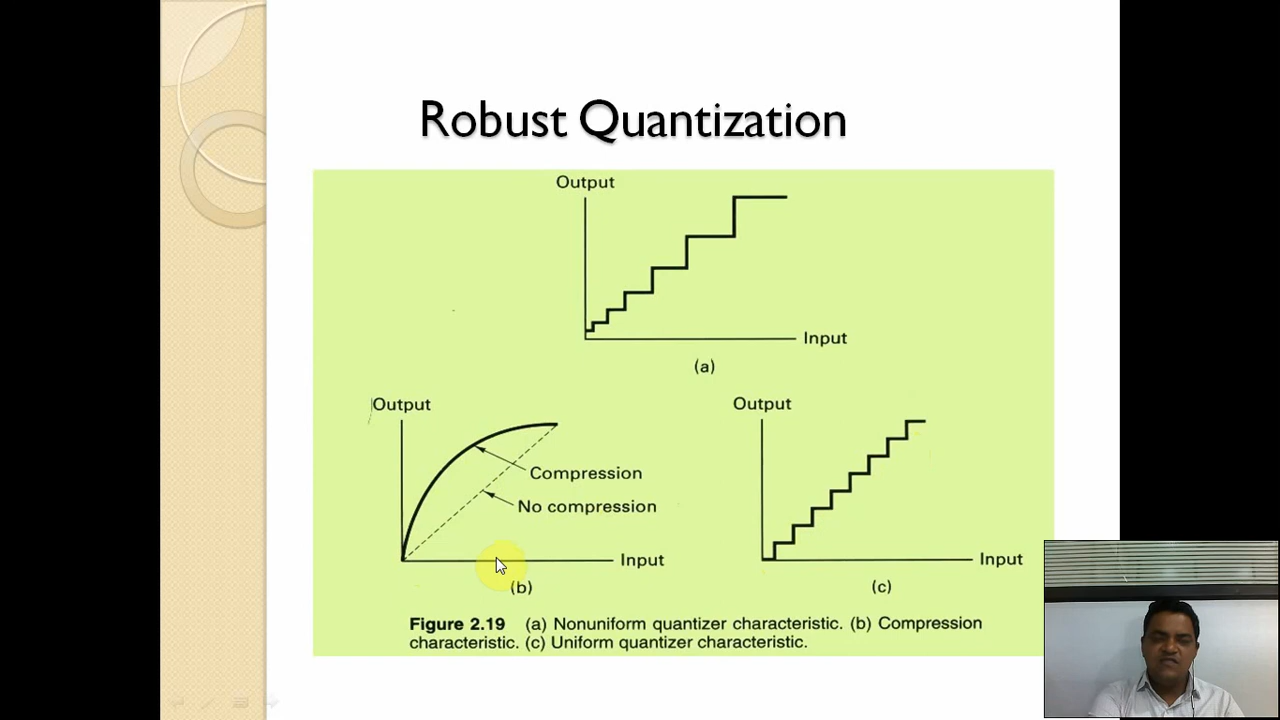 Robust Quantization
Output
Input
(a)
Output
Compression
No compression
Input
(b)
Output
Input
(c)
Figure 2.19 (a) Nonuniform quantizer characteristic. (b) Compression
characteristic. (c) Uniform quantizer characteristic.